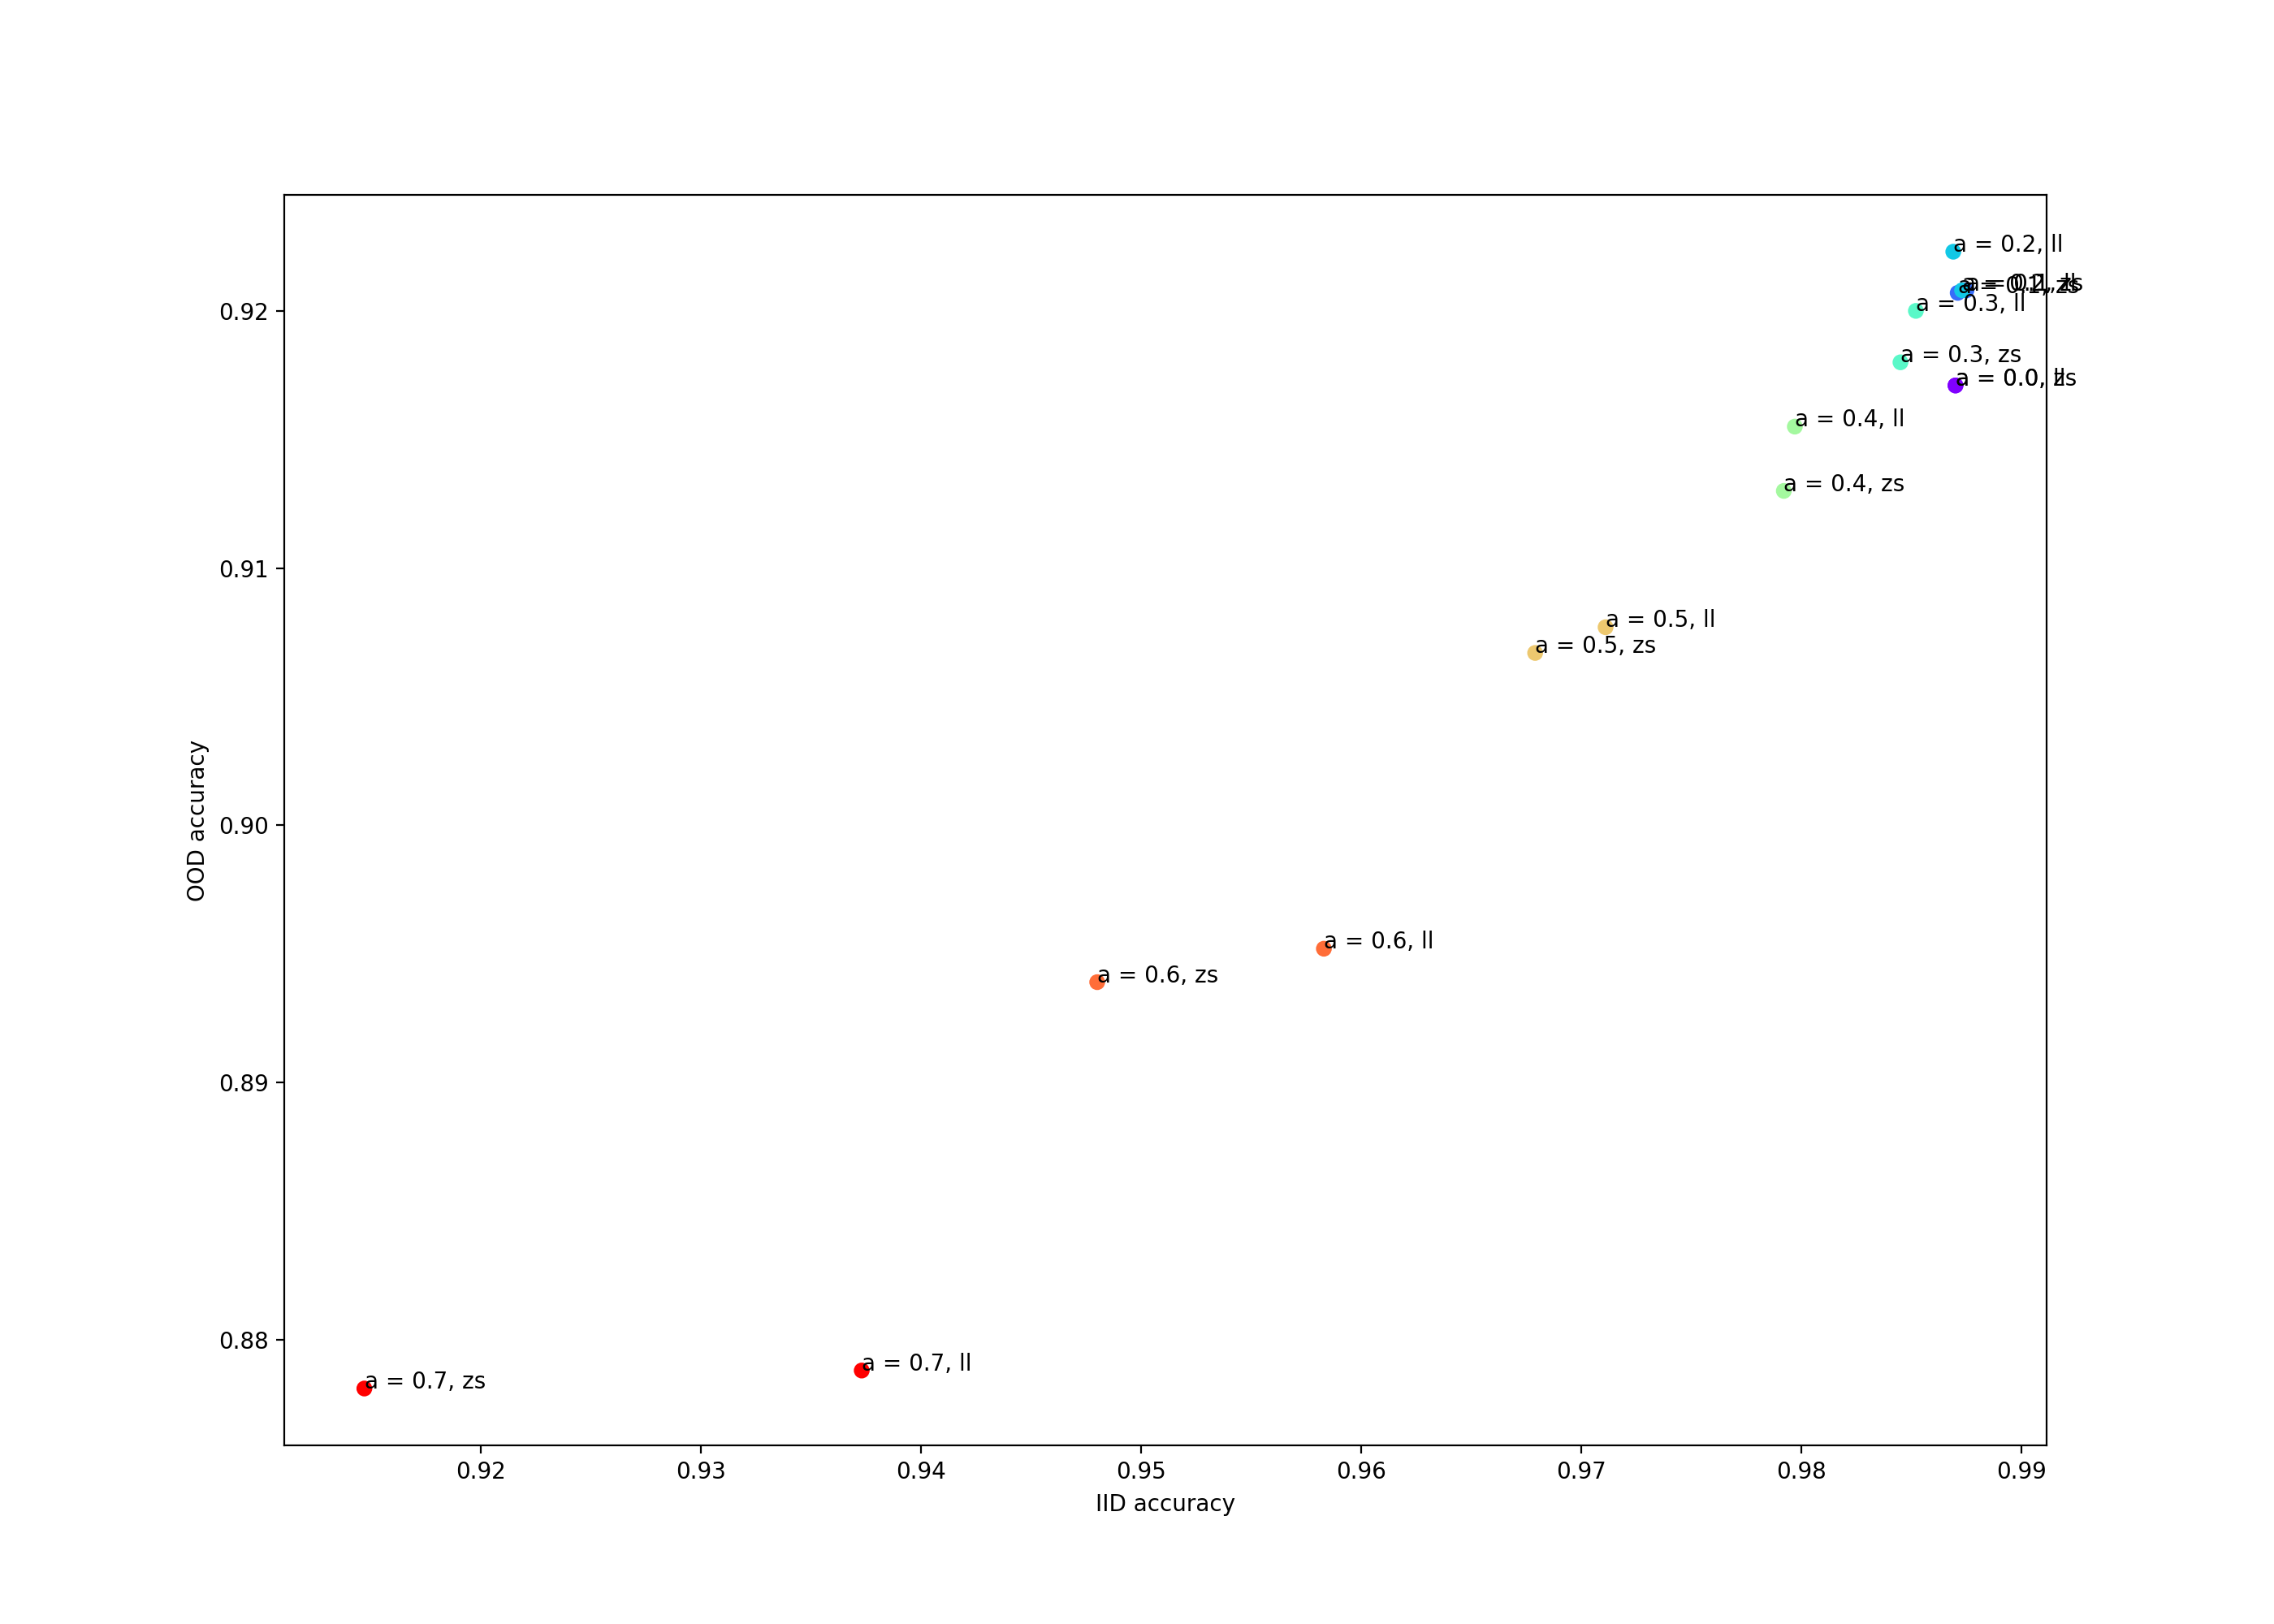 a = 0.2, ll
a = 0.3, ll
a = 0.3, zs
a = 0.4, ll
a = 0.4, zs
a = 0.5, ll
a = 0.5, zs
a = 0.6, ll
a = 0.6, zs
a = 0.7, ll
a = 0.7, zs
0.92
0.91
0.90
0.89
0.88
OOD accuracy
0.92 0.93 0.94 0.95 0.96 0.97 0.98 0.99
IID accuracy